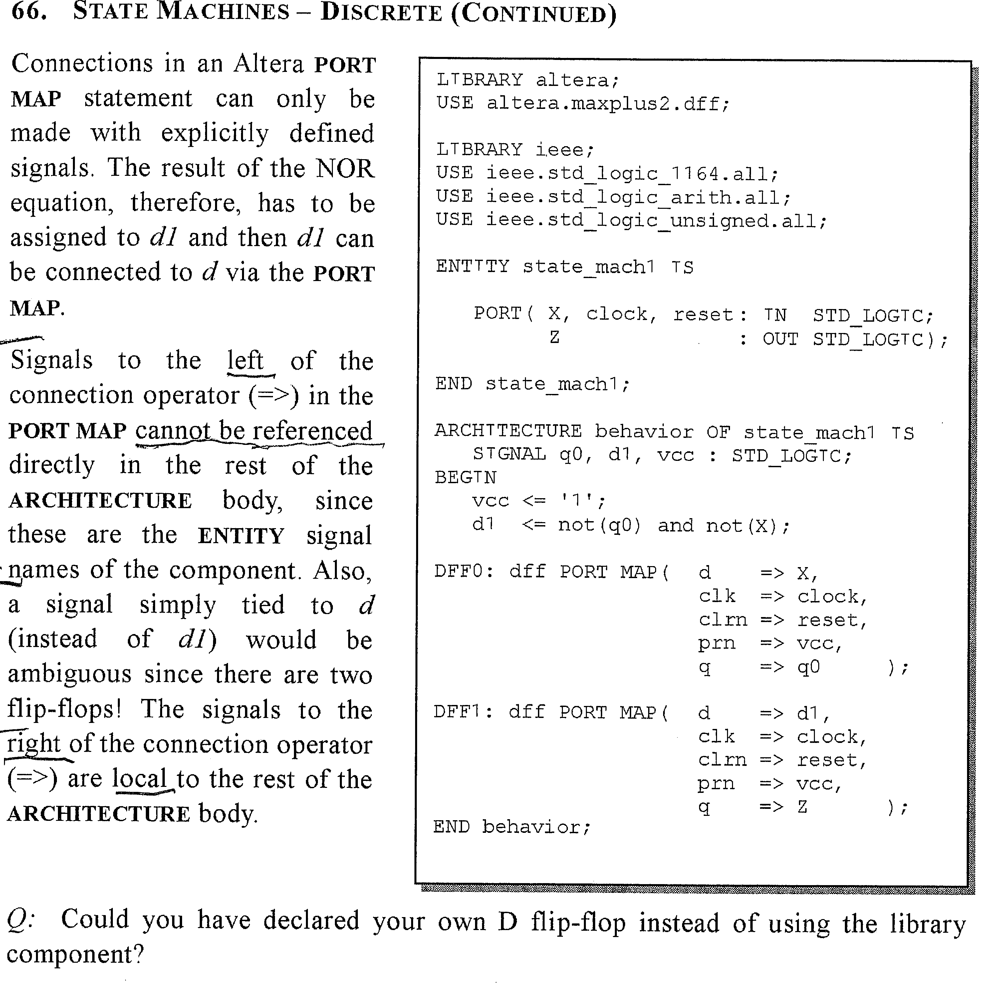 66. STATE MACHINES – DISCRETE (CONTINUED)
Connections in an Altera PORT
MAP statement can only be
made with explicitly defined
signals. The result of the NOR
equation, therefore, has to be
assigned to d1 and then d1 can
be connected to d via the PORT
MAP.
Signals to the left of the
connection operator (=>) in the
PORT MAP cannot be referenced
directly in the rest of the
ARCHITECTURE body, since
these are the ENTITY signal
names of the component. Also,
a signal simply tied to d
(instead of d1) would be
ambiguous since there are two
flip-flops! The signals to the
right of the connection operator
(=>) are local to the rest of the
ARCHITECTURE body.
LIBRARY altera;
USE altera.maxplus2.dff;
LIBRARY ieee;
USE ieee.std_logic_1164.all;
USE ieee.std_logic_arith.all;
USE ieee.std_logic_unsigned.all;
ENTITY state_mach1 IS
PORT( X, clock, reset: IN STD_LOGIC;
Z : OUT STD_LOGIC);
END state_mach1;
ARCHITECTURE behavior OF state_mach1 IS
SIGNAL q0, d1, vcc : STD_LOGIC;
BEGIN
vcc <= '1';
d1 <= not(q0) and not(X);
DFF0: dff PORT MAP( d => X,
clk => clock,
clrn => reset,
prn => vcc,
q => q0 );
DFF1: dff PORT MAP( d => d1,
clk => clock,
clrn => reset,
prn => vcc,
q => Z );
END behavior;
Q: Could you have declared your own D flip-flop instead of using the library
component?